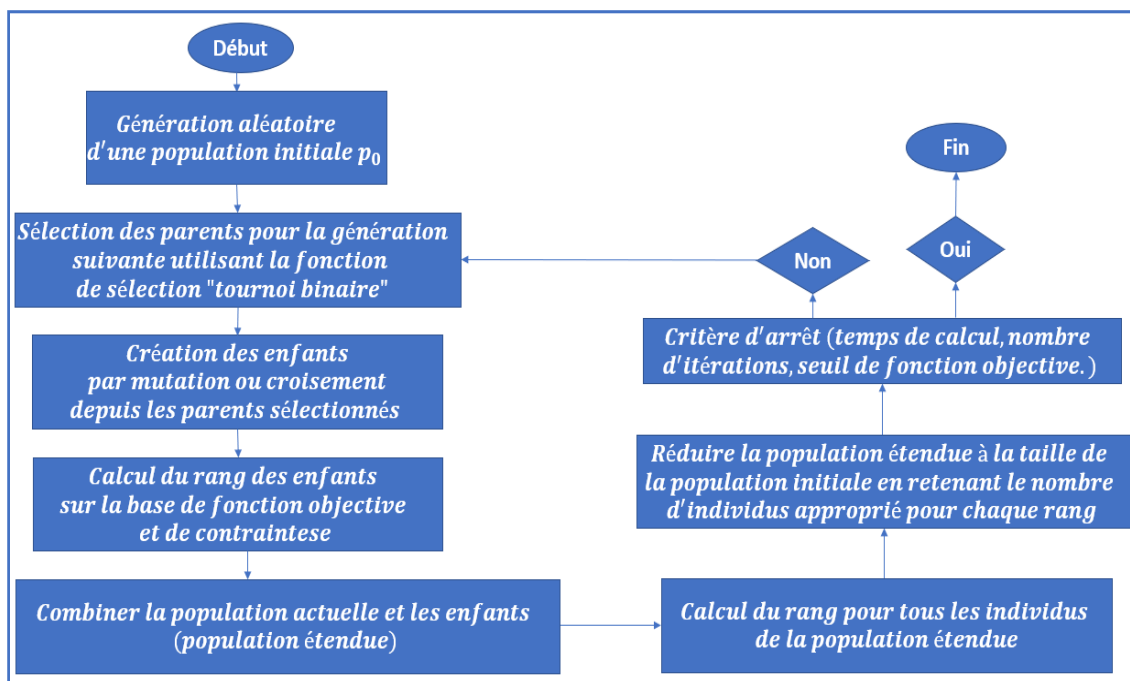 Début
Génération aléatoire
d'une population initiale p₀
Sélection des parents pour la génération
suivante utilisant la fonction
de sélection "tournoi binaire"
Création des enfants
par mutation ou croisement
depuis les parents sélectionnés
Calcul du rang des enfants
sur la base de fonction objective
et de contraintese
Combiner la population actuelle et les enfants
(population étendue)
Calcul du rang pour tous les individus
de la population étendue
Réduire la population étendue à la taille de
la population initiale en retenant le nombre
d'individus approprié pour chaque rang
Critère d'arrêt (temps de calcul, nombre
d'itérations, seuil de fonction objective.)
Non
Oui
Fin